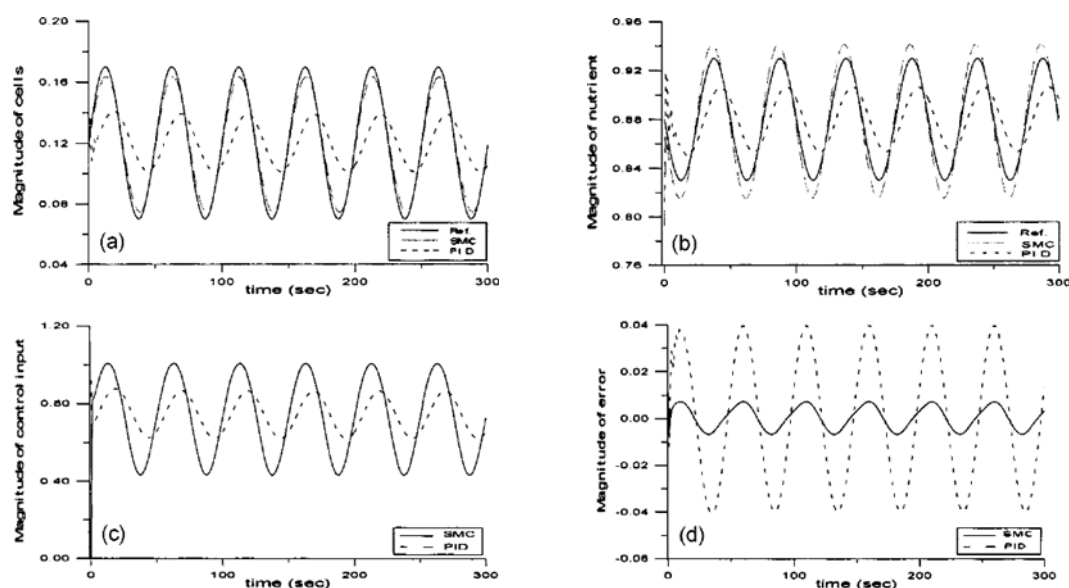 0.20
0.16
0.12
0.08
0.04
Magnitude of cells
(a)
Ref.
SMC
PID
0 100 200 300
time (sec)
0.96
0.92
0.88
0.84
0.80
0.76
Magnitude of nutrient
(b)
Ref.
SMC
PID
0 100 200 300
time (sec)
1.20
0.80
0.40
0.00
Magnitude of control input
(c)
SMC
PID
0 100 200 300
time (sec)
0.04
0.02
0.00
-0.02
-0.04
-0.06
Magnitude of error
(d)
SMC
PID
0 100 200 300
time (sec)